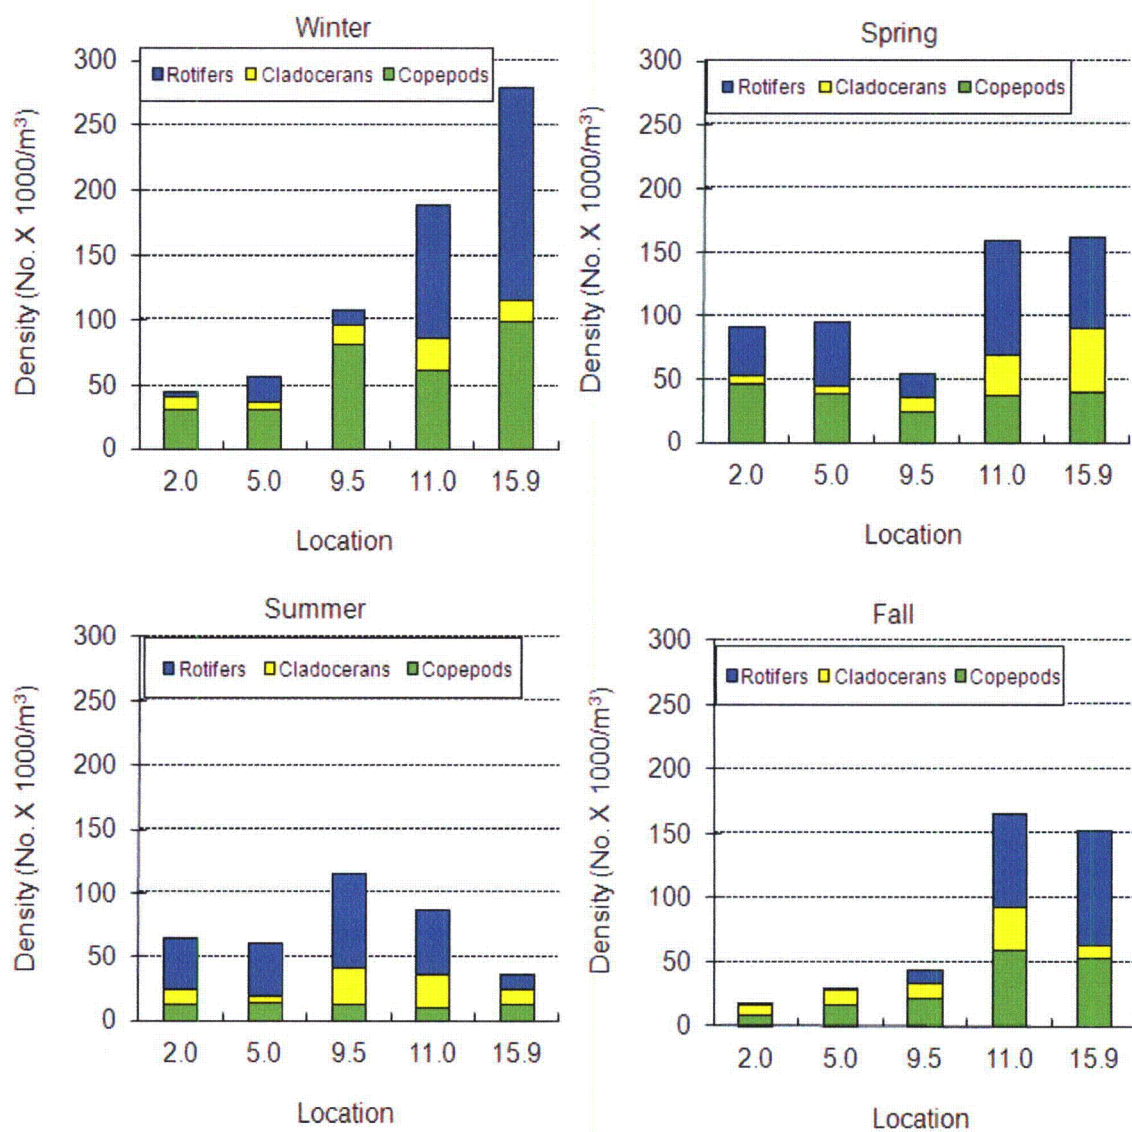 Winter
Density (No. X 1000/m³)
300
250
200
150
100
50
0
Rotifers Cladocerans Copepods
2.0 5.0 9.5 11.0 15.9
Location
Spring
Density (No. X 1000/m³)
300
250
200
150
100
50
0
Rotifers Cladocerans Copepods
2.0 5.0 9.5 11.0 15.9
Location
Summer
Density (No. X 1000/m³)
300
250
200
150
100
50
0
Rotifers Cladocerans Copepods
2.0 5.0 9.5 11.0 15.9
Location
Fall
Density (No. X 1000/m³)
300
250
200
150
100
50
0
Rotifers Cladocerans Copepods
2.0 5.0 9.5 11.0 15.9
Location